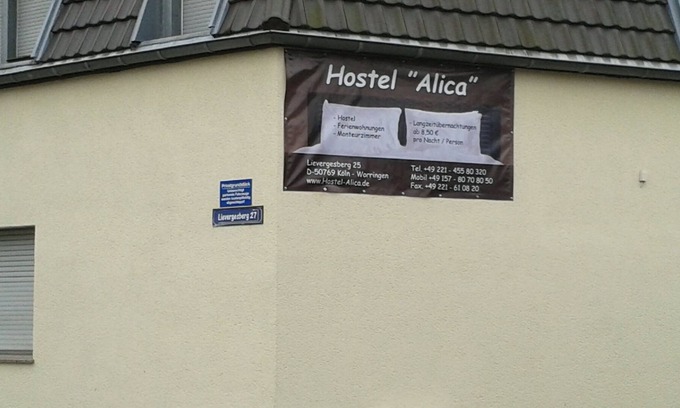 Hostel "Alica"
- Hostel
- Ferienwohnungen
- Monteurzimmer
- Langzeitübernachtungen
ab 8,50 €
pro Nacht / Person
Lievergesberg 25
D-50769 Köln - Worringen
www.Hostel-Alica.de
Tel. +49 221 - 455 80 320
Mobil +49 157 - 80 70 80 50
Fax. +49 221 - 61 08 20
Privatgrundstück
Lievergesberg 27